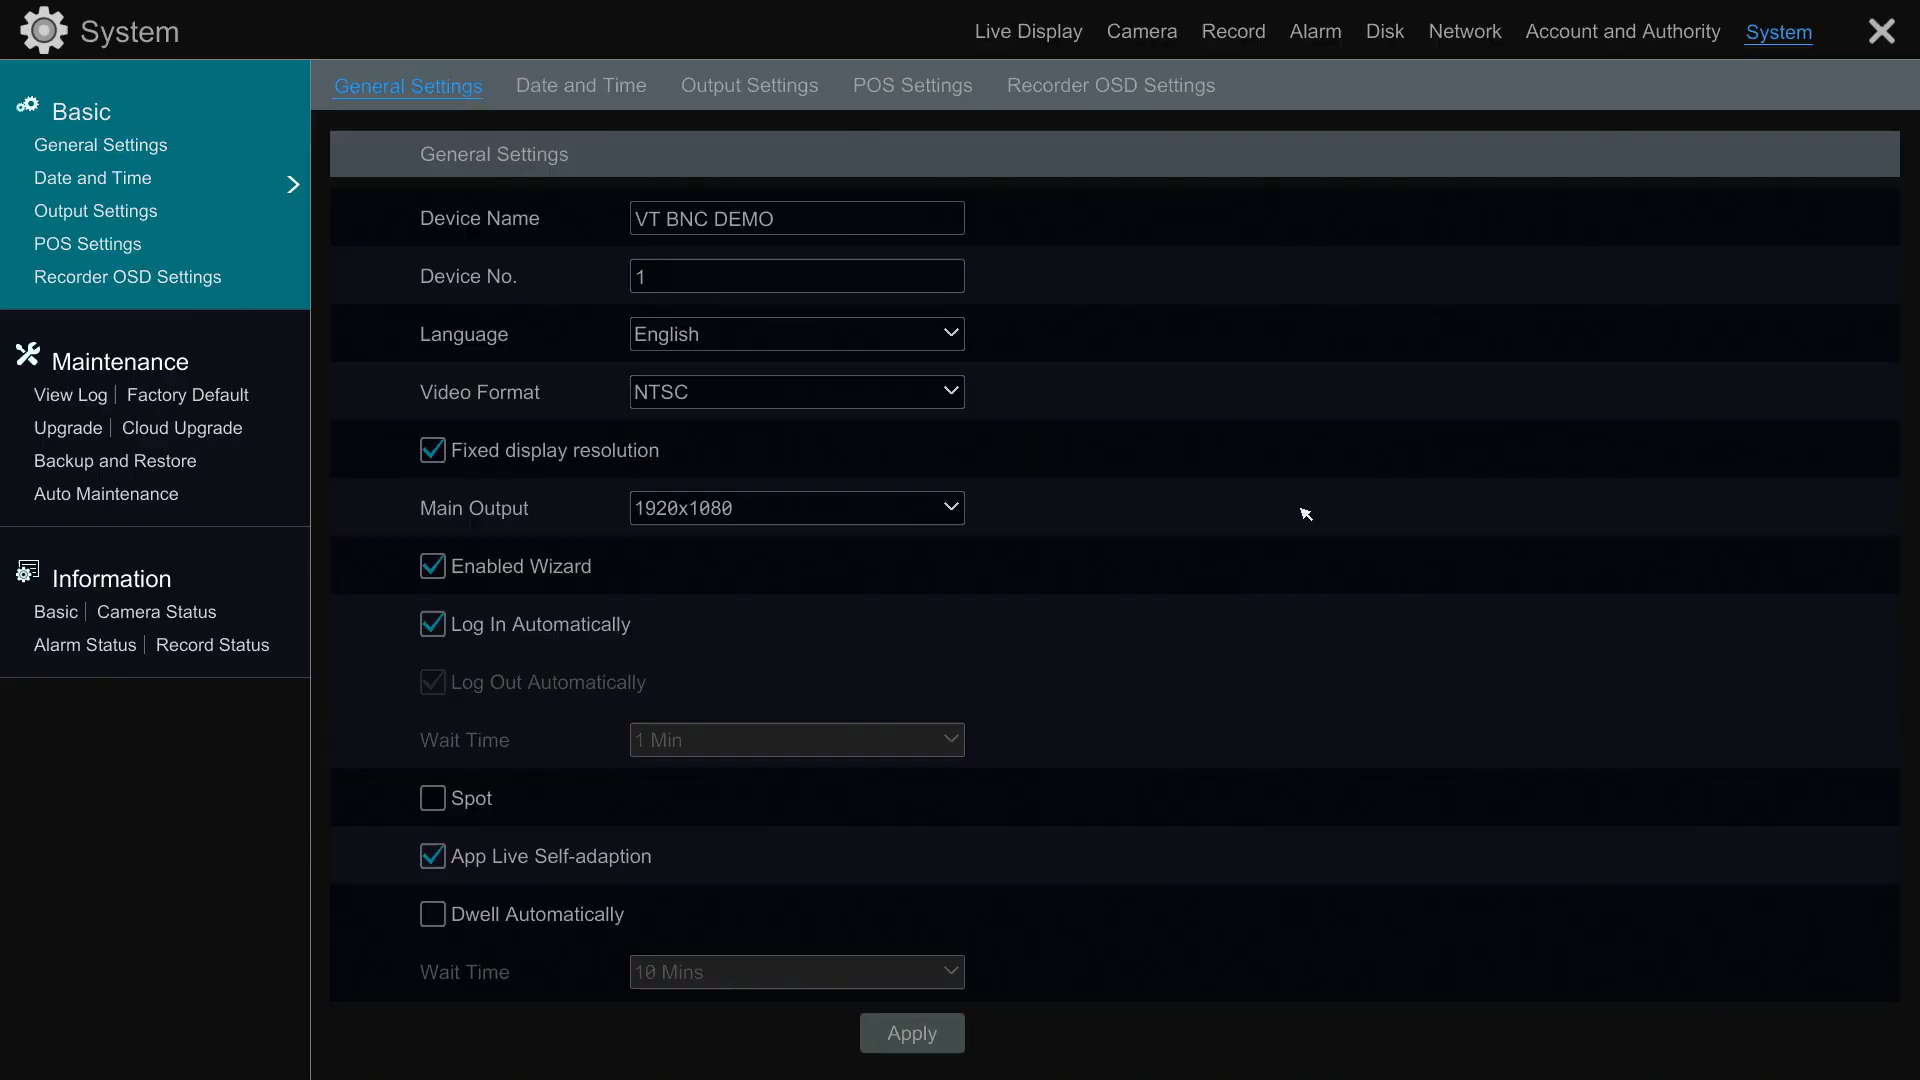 System
Live Display Camera Record Alarm Disk Network Account and Authority System
General Settings Date and Time Output Settings POS Settings Recorder OSD Settings
Basic
General Settings
Date and Time
Output Settings
POS Settings
Recorder OSD Settings
Maintenance
View Log | Factory Default
Upgrade | Cloud Upgrade
Backup and Restore
Auto Maintenance
Information
Basic | Camera Status
Alarm Status | Record Status
General Settings
Device Name VT BNC DEMO
Device No. 1
Language English
Video Format NTSC
Fixed display resolution
Main Output 1920x1080
Enabled Wizard
Log In Automatically
Log Out Automatically
Wait Time 1 Min
Spot
App Live Self-adaption
Dwell Automatically
Wait Time 10 Mins
Apply